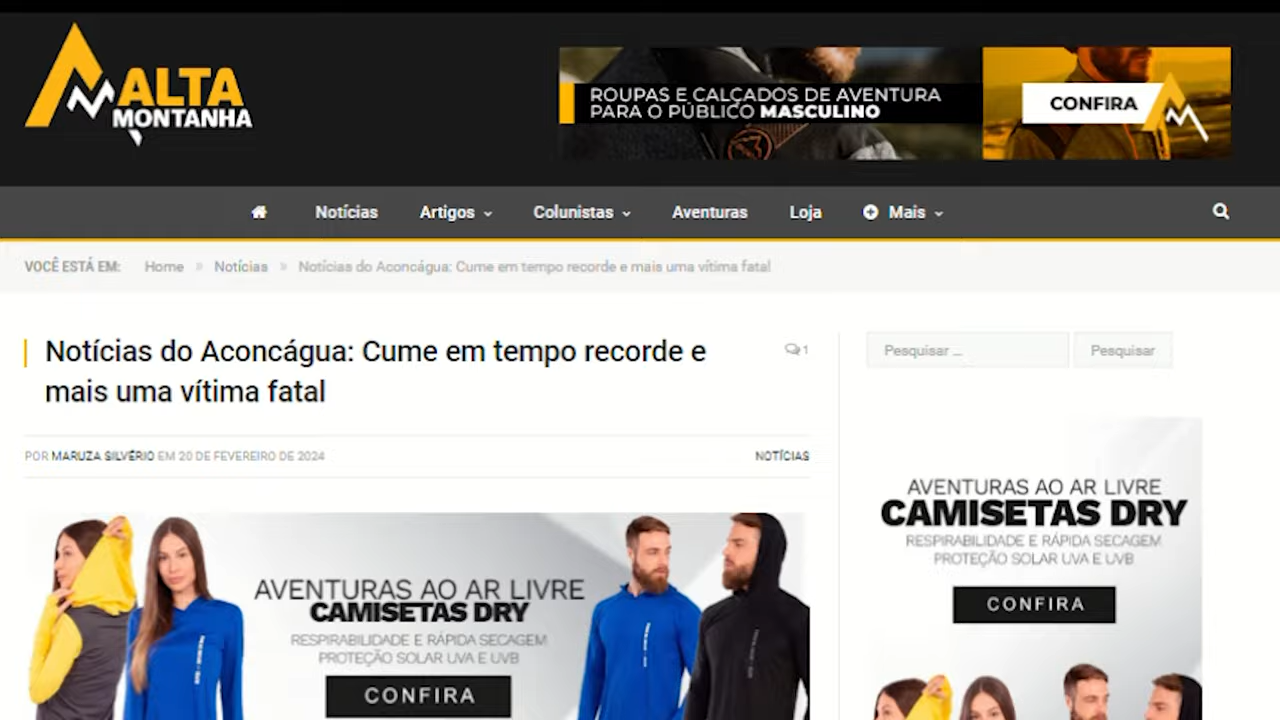 ALTA
MONTANHA
ROUPAS E CALÇADOS DE AVENTURA
PARA O PÚBLICO MASCULINO
CONFIRA
Notícias
Artigos
Colunistas
Aventuras
Loja
Mais
VOCÊ ESTÁ EM: Home » Notícias » Notícias do Aconcágua: Cume em tempo recorde e mais uma vítima fatal
Notícias do Aconcágua: Cume em tempo recorde e
mais uma vítima fatal
1
POR MARUZA SILVÉRIO EM 20 DE FEVEREIRO DE 2024
NOTÍCIAS
AVENTURAS AO AR LIVRE
CAMISETAS DRY
RESPIRABILIDADE E RÁPIDA SECAGEM
PROTEÇÃO SOLAR UVA E UVB
CONFIRA
Pesquisar ...
Pesquisar
AVENTURAS AO AR LIVRE
CAMISETAS DRY
RESPIRABILIDADE E RÁPIDA SECAGEM
PROTEÇÃO SOLAR UVA E UVB
CONFIRA